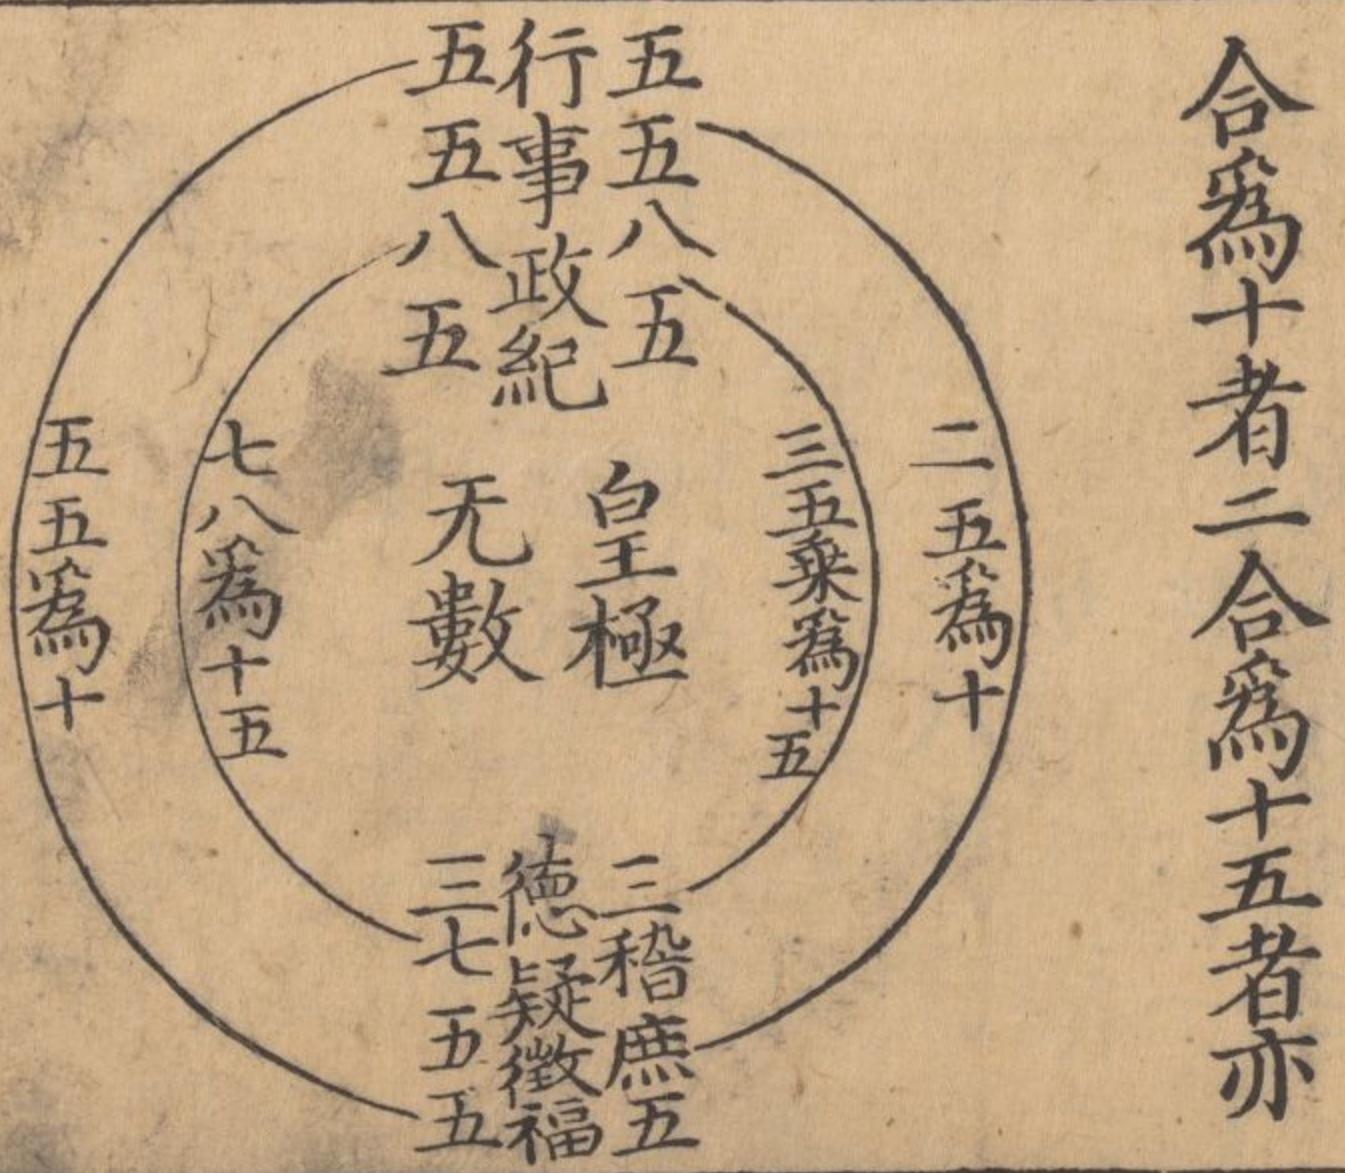 合爲十者二合爲十五者亦
五五八五
行事政紀
五五八五
二五爲十
三五乗爲十五
皇極
无數
七八爲十五
五五爲十
三稽庶五
徳疑徵福
三七五五